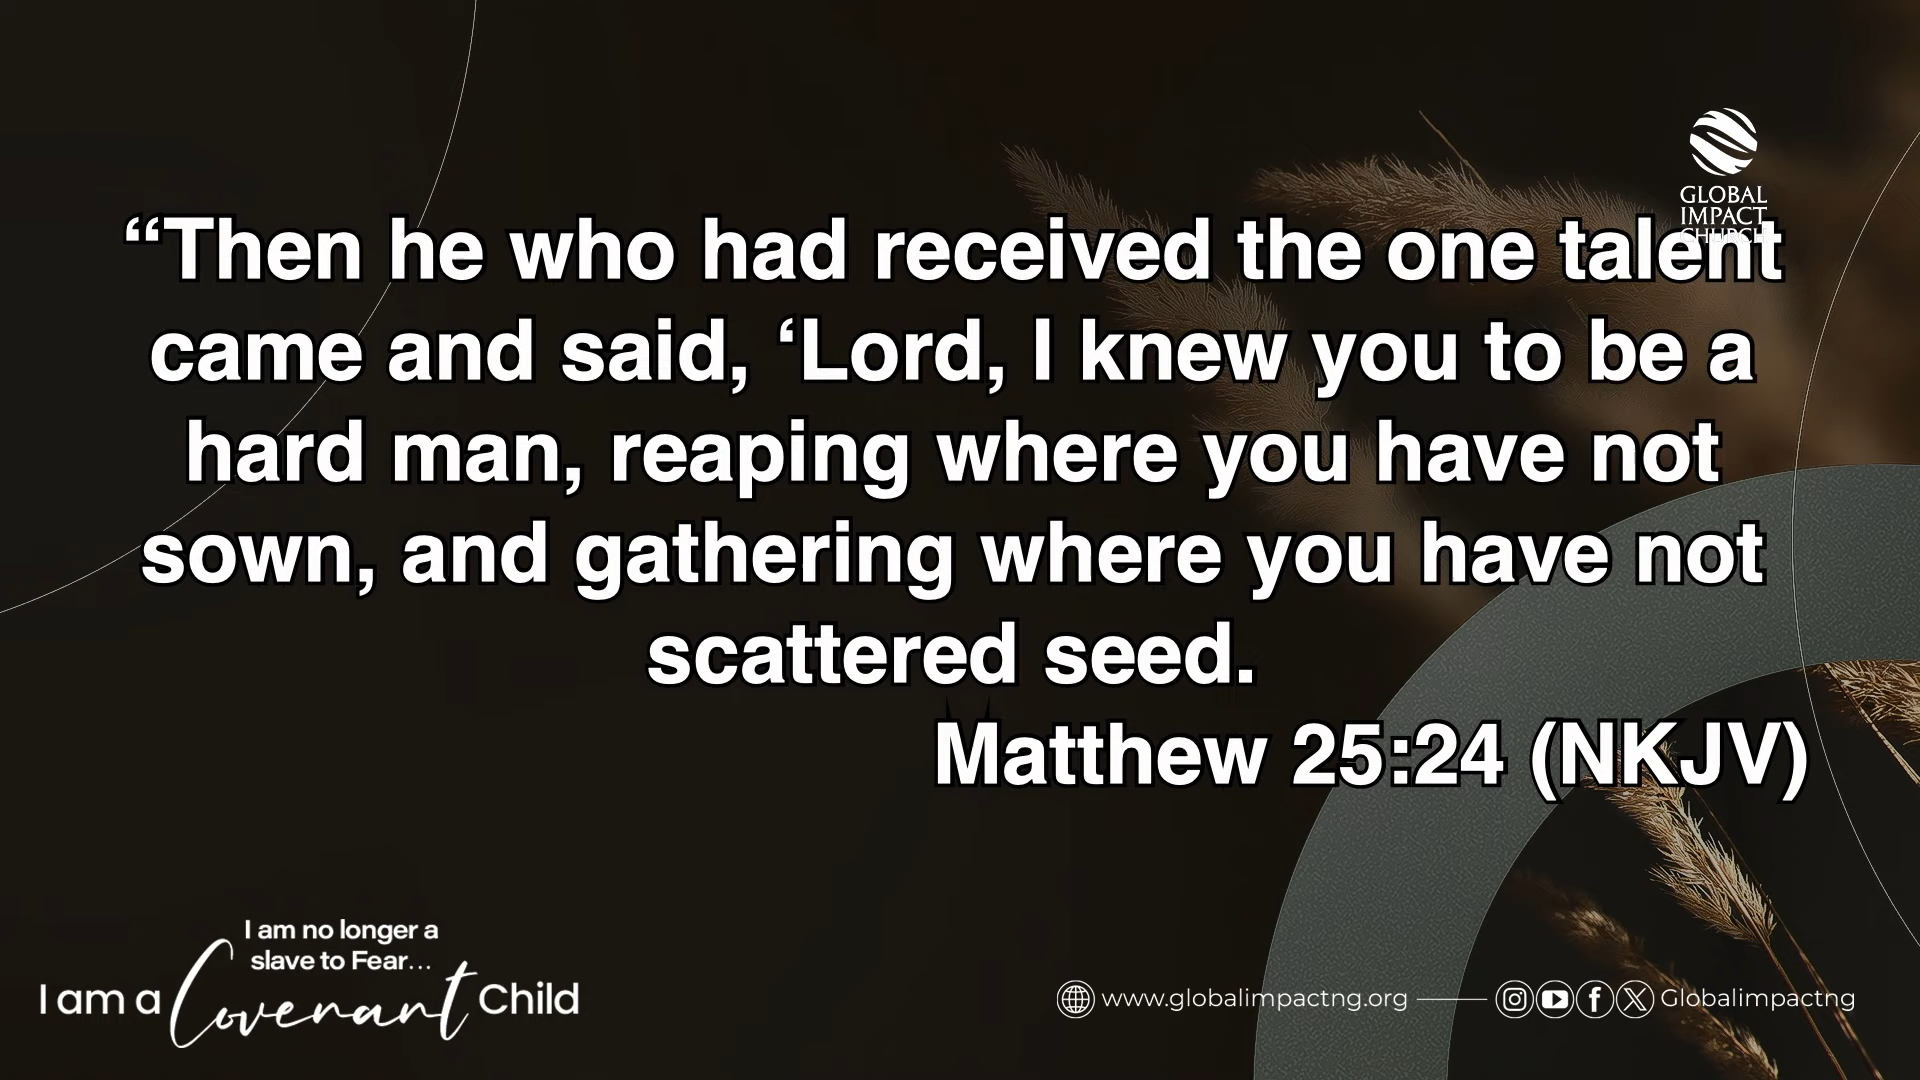 GLOBAL
IMPACT
CHURCH
“Then he who had received the one talent
came and said, ‘Lord, I knew you to be a
hard man, reaping where you have not
sown, and gathering where you have not
scattered seed.
Matthew 25:24 (NKJV)
I am no longer a
slave to Fear...
I am a Covenant Child
www.globalimpactng.org Globalimpactng